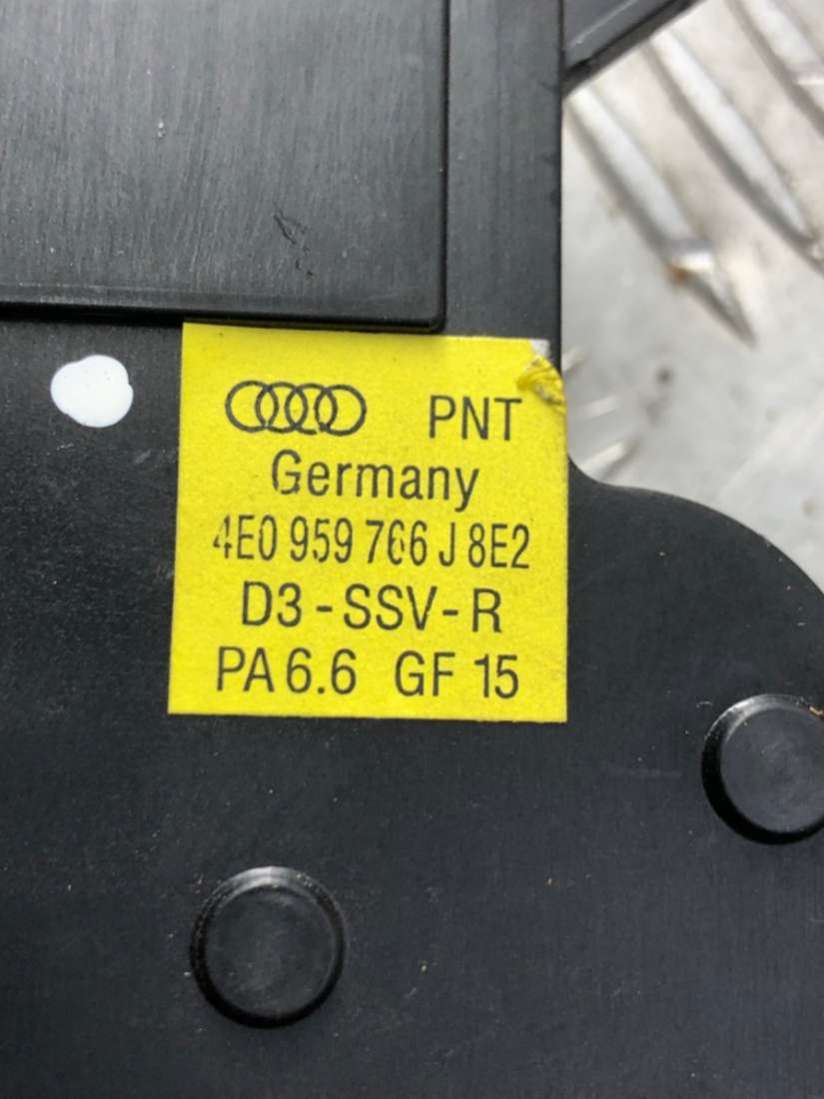 PNT
Germany
4E0 959 766 J 8E2
D3-SSV-R
PA 6.6 GF 15